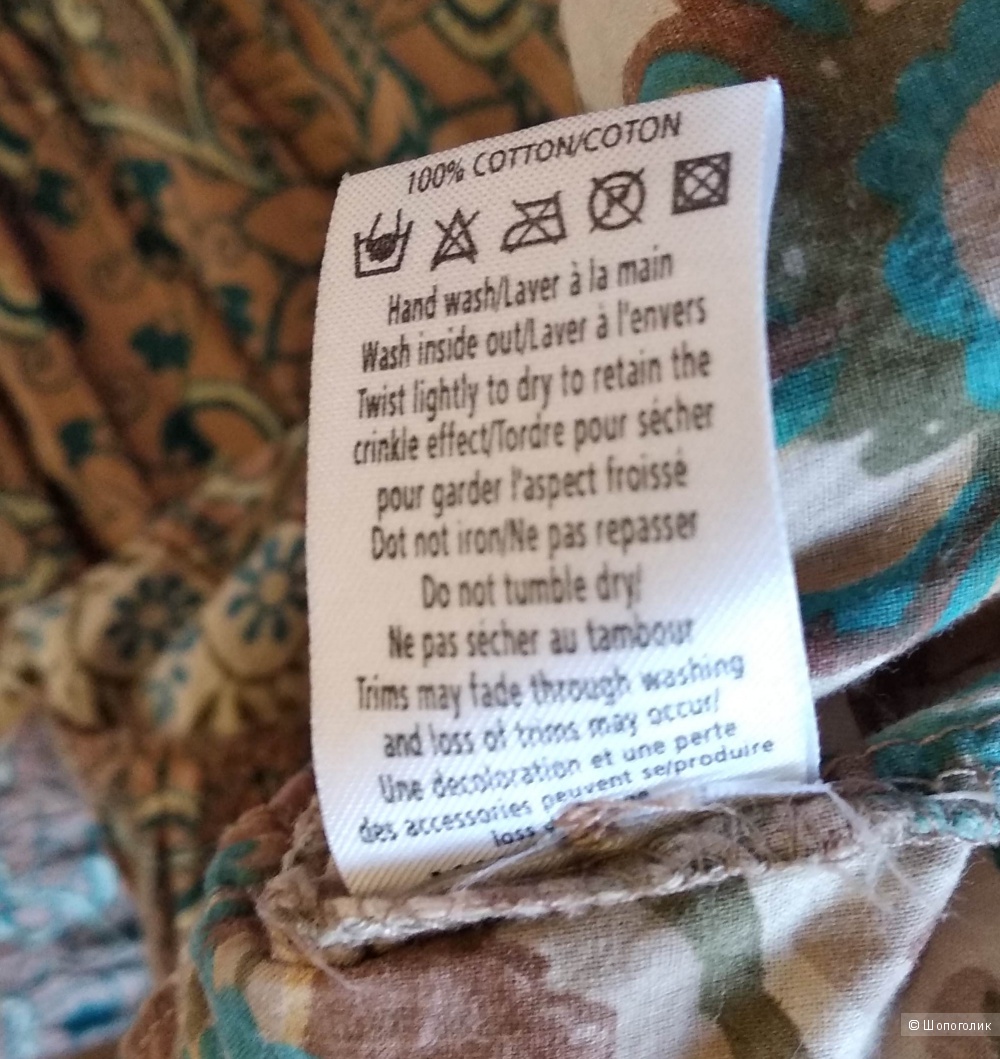 100% COTTON/COTON
Hand wash/Laver à la main
Wash inside out/Laver à l'envers
Twist lightly to dry to retain the
crinkle effect/Tordre pour sécher
pour garder l'aspect froissé
Dot not iron/Ne pas repasser
Do not tumble dry/
Ne pas sécher au tambour
Trims may fade through washing
and loss of trims may occur/
Une decoloration et une perte
des accessories peuvent se/produire
loss
© Шопоголик